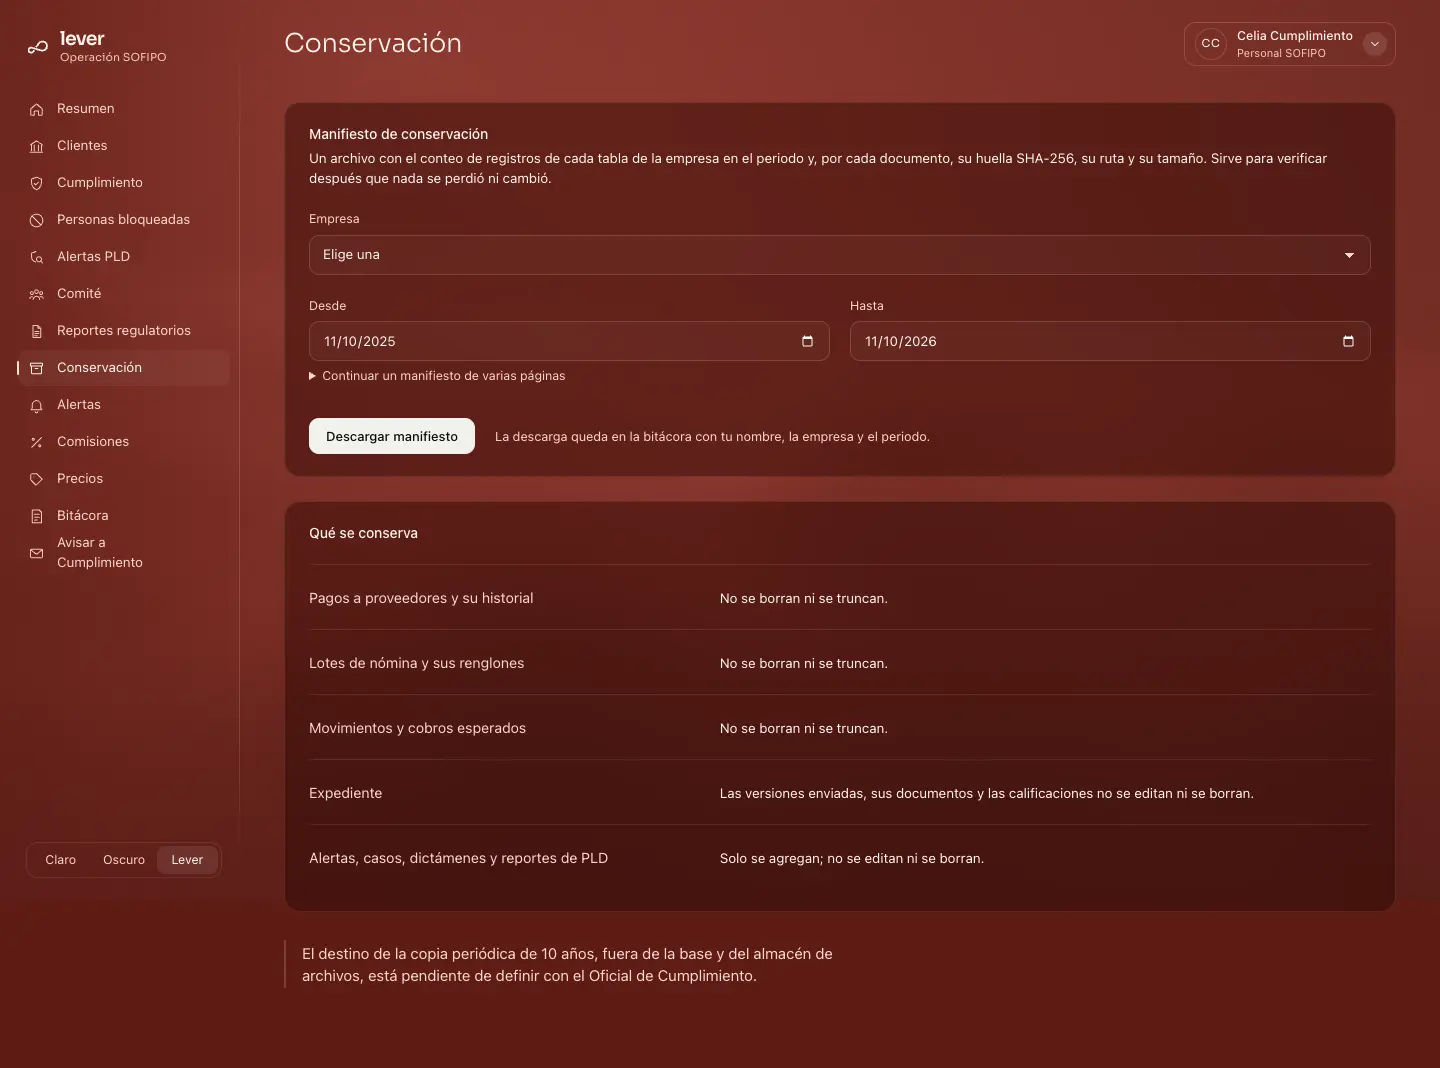 lever
Operación SOFIPO
Resumen
Clientes
Cumplimiento
Personas bloqueadas
Alertas PLD
Comité
Reportes regulatorios
Conservación
Alertas
Comisiones
Precios
Bitácora
Avisar a
Cumplimiento
Claro
Oscuro
Lever
Conservación
CC
Celia Cumplimiento
Personal SOFIPO
Manifiesto de conservación
Un archivo con el conteo de registros de cada tabla de la empresa en el periodo y, por cada documento, su huella SHA-256, su ruta y su tamaño. Sirve para verificar
después que nada se perdió ni cambió.
Empresa
Elige una
Desde
Hasta
11/10/2025
11/10/2026
Continuar un manifiesto de varias páginas
Descargar manifiesto
La descarga queda en la bitácora con tu nombre, la empresa y el periodo.
Qué se conserva
Pagos a proveedores y su historial
No se borran ni se truncan.
Lotes de nómina y sus renglones
No se borran ni se truncan.
Movimientos y cobros esperados
No se borran ni se truncan.
Expediente
Las versiones enviadas, sus documentos y las calificaciones no se editan ni se borran.
Alertas, casos, dictámenes y reportes de PLD
Solo se agregan; no se editan ni se borran.
El destino de la copia periódica de 10 años, fuera de la base y del almacén de
archivos, está pendiente de definir con el Oficial de Cumplimiento.